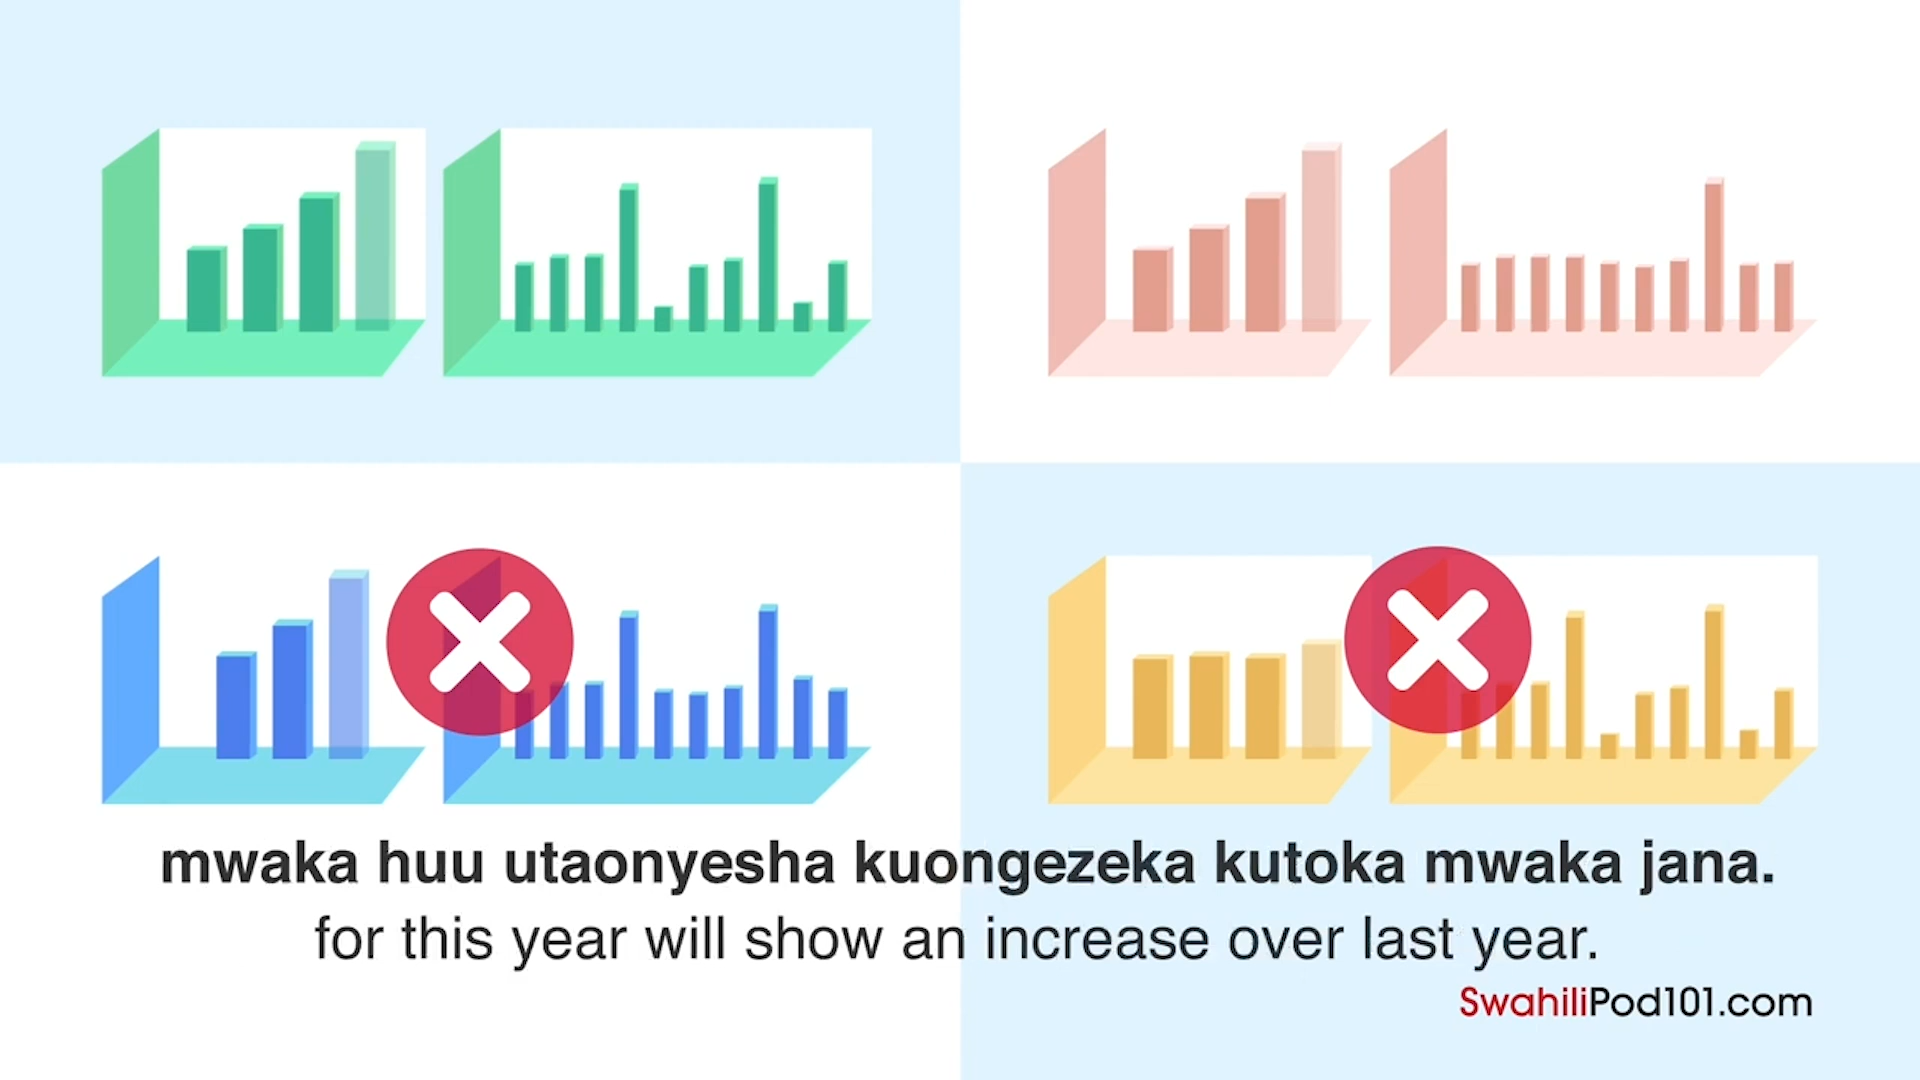 mwaka huu utaonyesha kuongezeka kutoka mwaka jana.
for this year will show an increase over last year.
SwahiliPod101.com